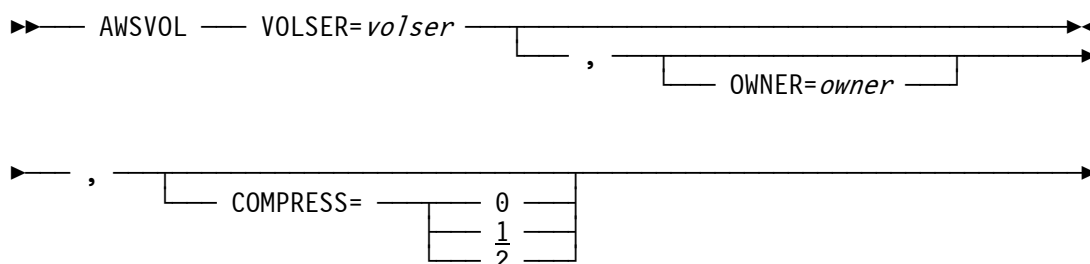 AWSVOL VOLSER=volser
, OWNER=owner
, COMPRESS= 0
1
2